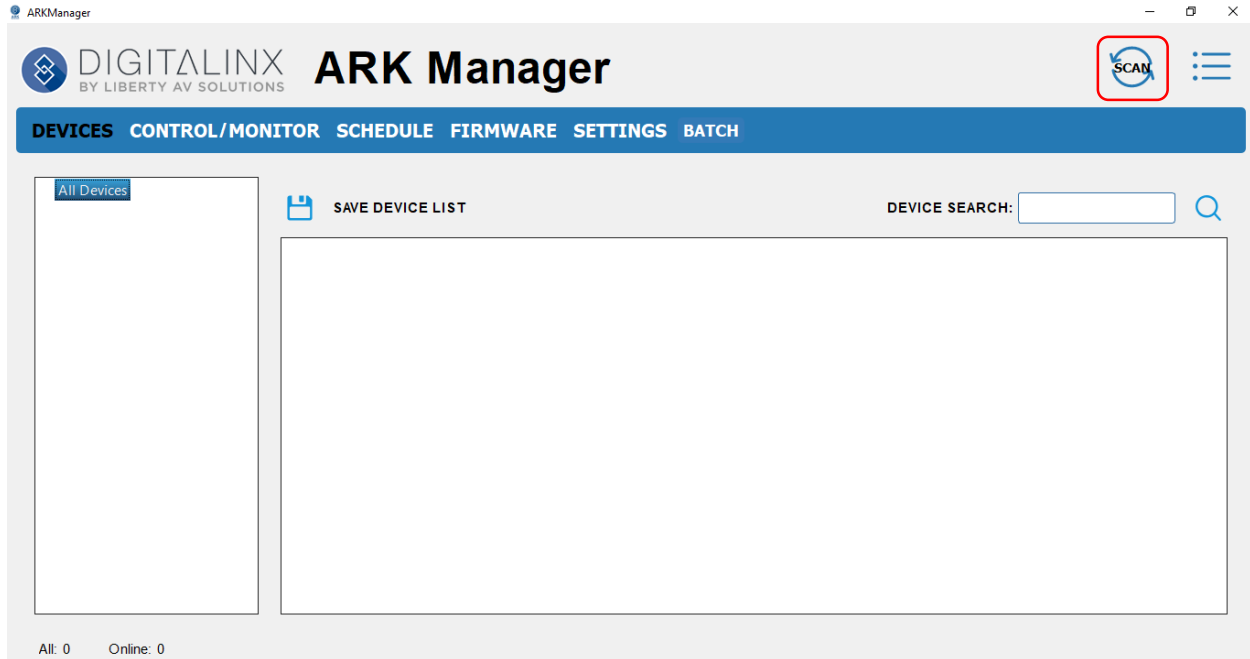 ARKManager
DIGITALINX
BY LIBERTY AV SOLUTIONS
ARK Manager
SCAN
DEVICES CONTROL/MONITOR SCHEDULE FIRMWARE SETTINGS BATCH
All Devices
SAVE DEVICE LIST
DEVICE SEARCH:
All: 0 Online: 0